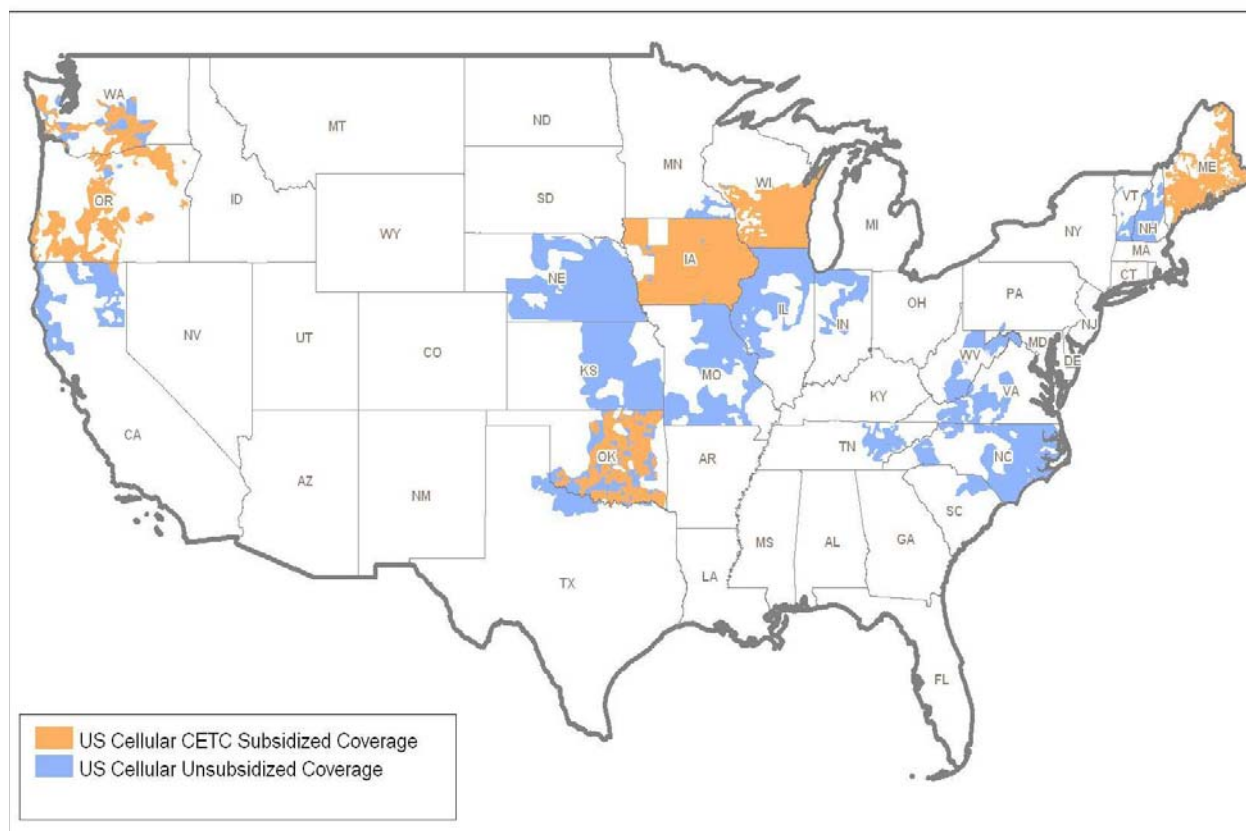 WA
MT
ND
MN
ME
OR
ID
SD
WI
VT
NH
WY
MI
NY
MA
CT
IA
NE
PA
NV
UT
CO
IL
IN
OH
NJ
MD
DE
WV
KS
MO
KY
VA
CA
AZ
NM
OK
AR
TN
NC
SC
MS
AL
GA
TX
LA
FL
US Cellular CETC Subsidized Coverage
US Cellular Unsubsidized Coverage